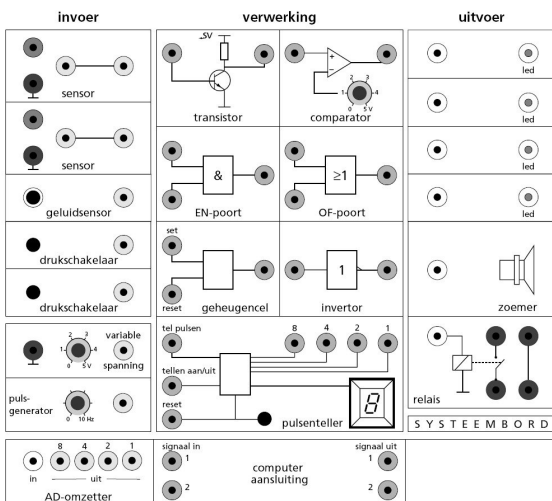 invoer
verwerking
uitvoer
sensor
sensor
geluidsensor
drukschakelaar
drukschakelaar
5V
transistor
+
−
1
2
3
4
0
5 V
comparator
&
EN-poort
≥1
OF-poort
set
reset
geheugencel
1
invertor
led
led
led
led
zoemer
relais
1
2
3
4
0
5 V
variable
spanning
puls-
generator
0
10 Hz
tel pulsen
tellen aan/uit
reset
8
4
2
1
8
pulsenteller
SYSTEEMBORD
8
4
2
1
in
uit
AD-omzetter
signaal in
1
2
computer
aansluiting
signaal uit
1
2